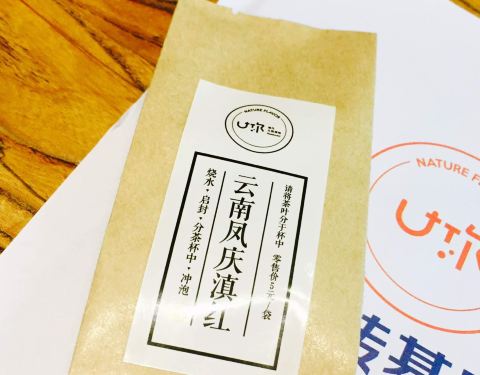 NATURE FLAVOR
请将茶叶分于杯中 零售价5元/袋
云南凤庆滇红
烧水·启封·分茶杯中·冲泡
NATURE